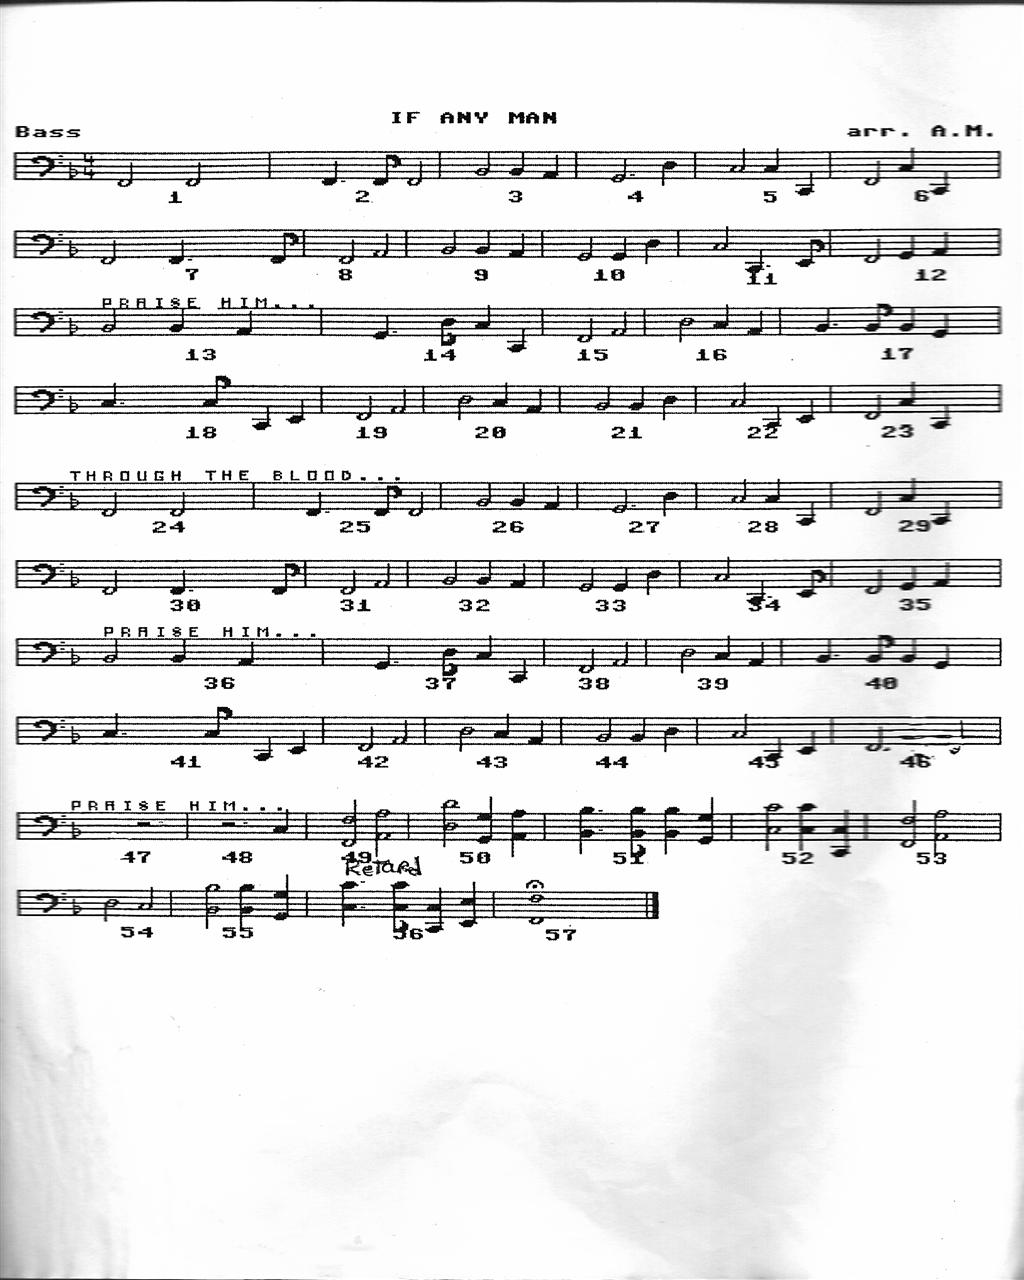 IF ANY MAN
Bass arr. A.M.
4
4
1 2 3 4 5 6
7 8 9 10 11 12
PRAISE HIM...
13 14 15 16 17
18 19 20 21 22 23
THROUGH THE BLOOD...
24 25 26 27 28 29
30 31 32 33 34 35
PRAISE HIM...
36 37 38 39 40
41 42 43 44 45 46
PRAISE HIM...
47 48 49 50 51 52 53
Retard
54 55 56 57